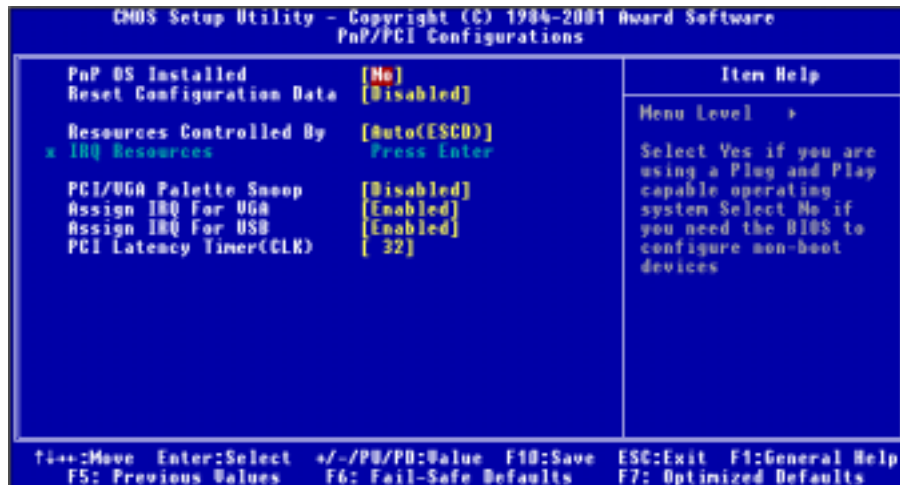 CMOS Setup Utility - Copyright (C) 1984-2001 Award Software
PnP/PCI Configurations
PnP OS Installed [No]
Reset Configuration Data [Disabled]
Resources Controlled By [Auto(ESCD)]
x IRQ Resources Press Enter
PCI/VGA Palette Snoop [Disabled]
Assign IRQ For VGA [Enabled]
Assign IRQ For USB [Enabled]
PCI Latency Timer(CLK) [ 32]
Item Help
Menu Level ▸
Select Yes if you are
using a Plug and Play
capable operating
system Select No if
you need the BIOS to
configure non-boot
devices
↑↓→←:Move Enter:Select +/-/PU/PD:Value F10:Save ESC:Exit F1:General Help
F5: Previous Values F6: Fail-Safe Defaults F7: Optimized Defaults